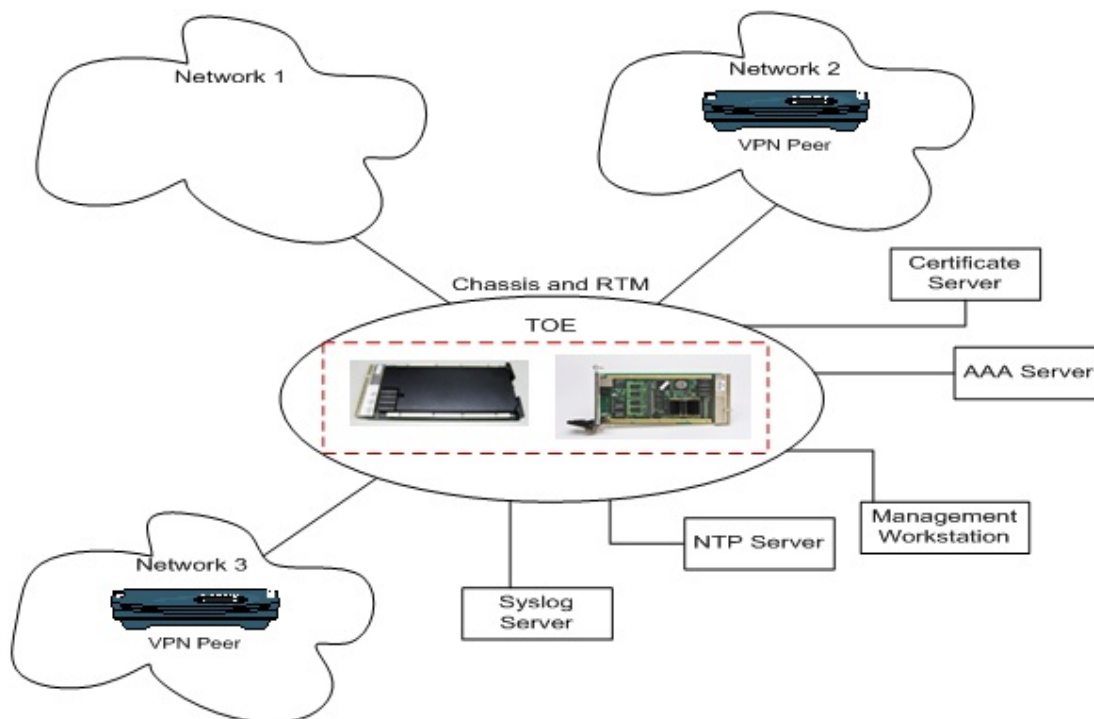 Network 1
Network 2
VPN Peer
Certificate
Server
Chassis and RTM
TOE
AAA Server
Management
Workstation
NTP Server
Network 3
Syslog
Server
VPN Peer